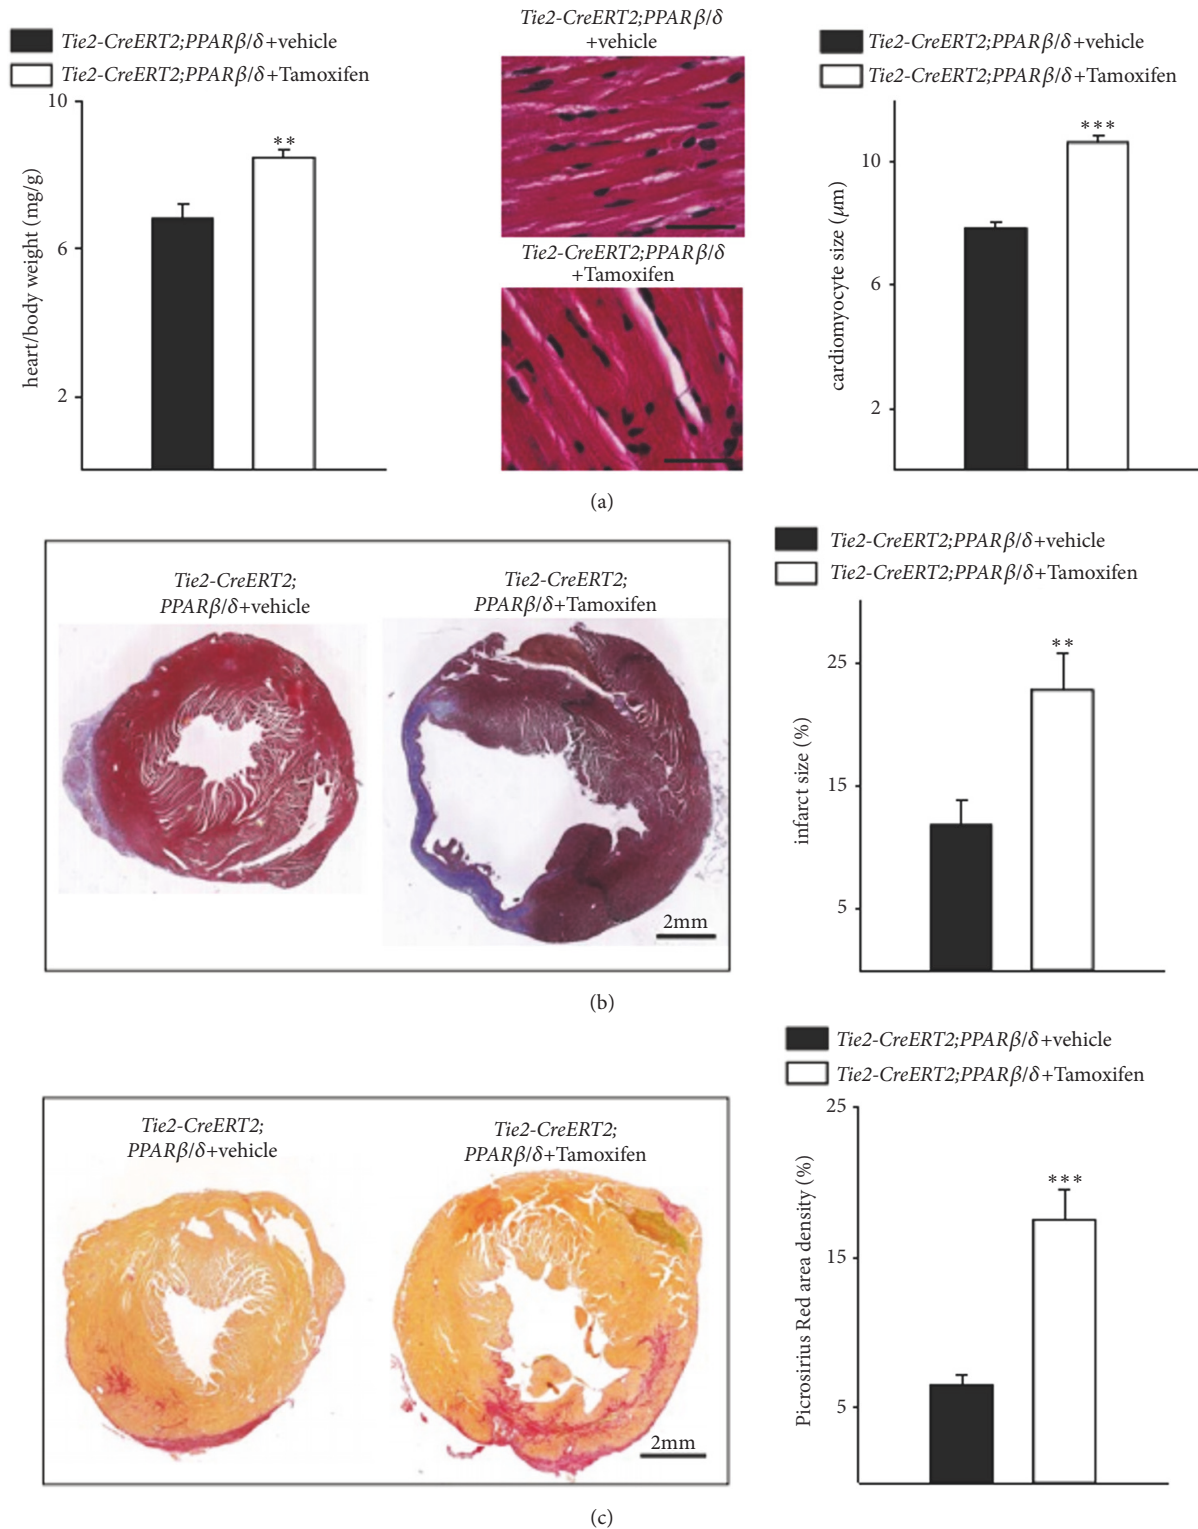 Tie2-CreERT2;PPARβ/δ+vehicle
Tie2-CreERT2;PPARβ/δ+Tamoxifen
10
6
2
heart/body weight (mg/g)
**
Tie2-CreERT2;PPARβ/δ
+vehicle
Tie2-CreERT2;PPARβ/δ
+Tamoxifen
Tie2-CreERT2;PPARβ/δ+vehicle
Tie2-CreERT2;PPARβ/δ+Tamoxifen
10
6
2
cardiomyocyte size (μm)
***
(a)
Tie2-CreERT2;
PPARβ/δ+vehicle
Tie2-CreERT2;
PPARβ/δ+Tamoxifen
2mm
Tie2-CreERT2;PPARβ/δ+vehicle
Tie2-CreERT2;PPARβ/δ+Tamoxifen
25
15
5
infarct size (%)
**
(b)
Tie2-CreERT2;
PPARβ/δ+vehicle
Tie2-CreERT2;
PPARβ/δ+Tamoxifen
2mm
Tie2-CreERT2;PPARβ/δ+vehicle
Tie2-CreERT2;PPARβ/δ+Tamoxifen
25
15
5
Picrosirius Red area density (%)
***
(c)